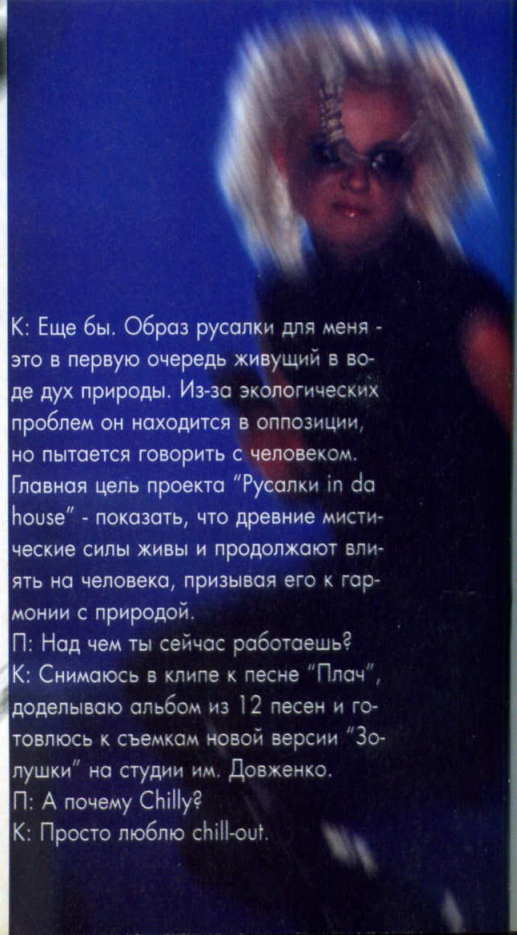 К: Еще бы. Образ русалки для меня -
это в первую очередь живущий в во-
де дух природы. Из-за экологических
проблем он находится в оппозиции,
но пытается говорить с человеком.
Главная цель проекта "Русалки in da
house" - показать, что древние мисти-
ческие силы живы и продолжают вли-
ять на человека, призывая его к гар-
монии с природой.
П: Над чем ты сейчас работаешь?
К: Снимаюсь в клипе к песне "Плач",
доделываю альбом из 12 песен и го-
товлюсь к съемкам новой версии "Зо-
лушки" на студии им. Довженко.
П: А почему Chilly?
К: Просто люблю chill-out.